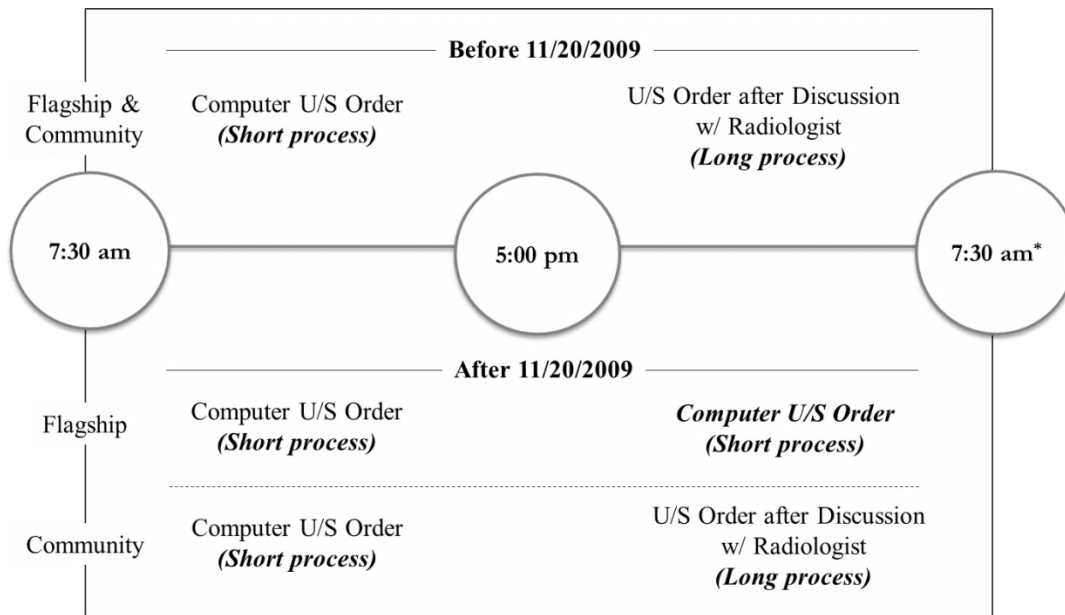 Before 11/20/2009
Flagship &
Community
Computer U/S Order
(Short process)
U/S Order after Discussion
w/ Radiologist
(Long process)
7:30 am
5:00 pm
7:30 am*
After 11/20/2009
Flagship
Computer U/S Order
(Short process)
Computer U/S Order
(Short process)
Community
Computer U/S Order
(Short process)
U/S Order after Discussion
w/ Radiologist
(Long process)